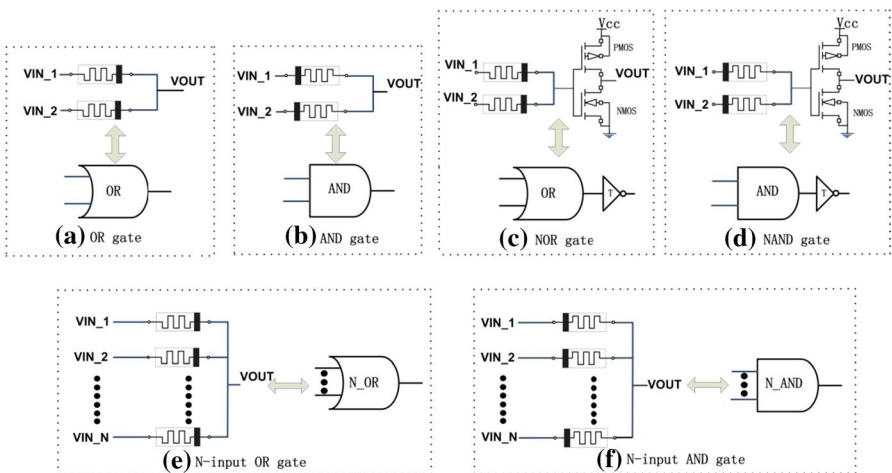 VIN_1
VIN_2
VOUT
OR
(a) OR gate
VIN_1
VIN_2
VOUT
AND
(b) AND gate
Vcc
PMOS
VIN_1
VOUT
VIN_2
NMOS
OR
T
(c) NOR gate
Vcc
PMOS
VIN_1
VOUT
VIN_2
NMOS
AND
T
(d) NAND gate
VIN_1
VIN_2
VOUT
N_OR
VIN_N
(e) N-input OR gate
VIN_1
VIN_2
VOUT
N_AND
VIN_N
(f) N-input AND gate